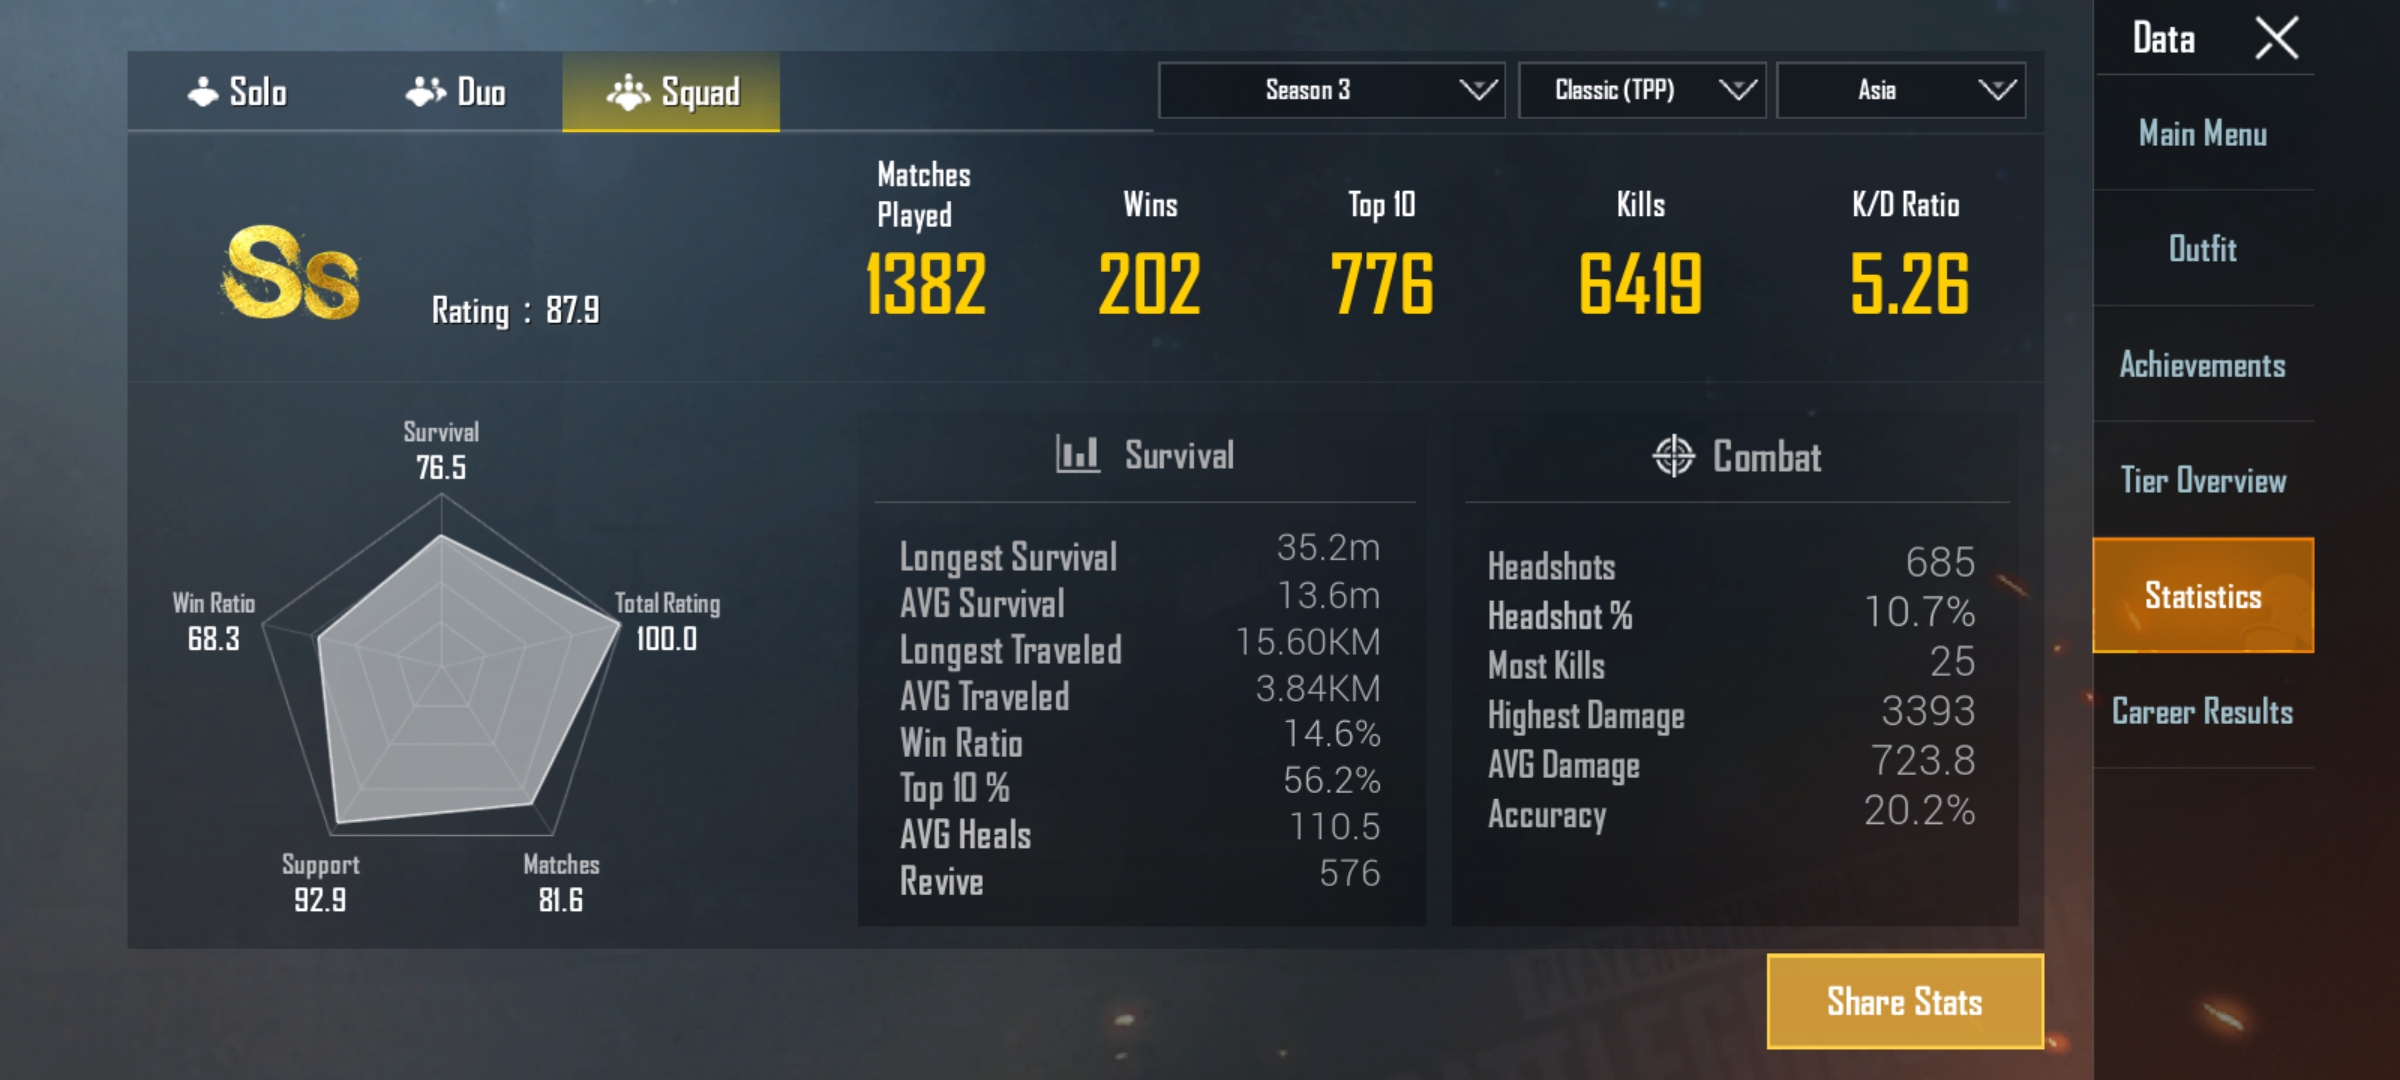 Solo
Duo
Squad
Season 3
Classic (TPP)
Asia
Data
Main Menu
Outfit
Achievements
Tier Overview
Statistics
Career Results
Ss
Rating : 87.9
Matches
Played
1382
Wins
202
Top 10
776
Kills
6419
K/D Ratio
5.26
Survival
76.5
Win Ratio
68.3
Total Rating
100.0
Support
92.9
Matches
81.6
Survival
Longest Survival 35.2m
AVG Survival 13.6m
Longest Traveled 15.60KM
AVG Traveled 3.84KM
Win Ratio 14.6%
Top 10 % 56.2%
AVG Heals 110.5
Revive 576
Combat
Headshots 685
Headshot % 10.7%
Most Kills 25
Highest Damage 3393
AVG Damage 723.8
Accuracy 20.2%
PLAYERUNKNOWN'S
Share Stats